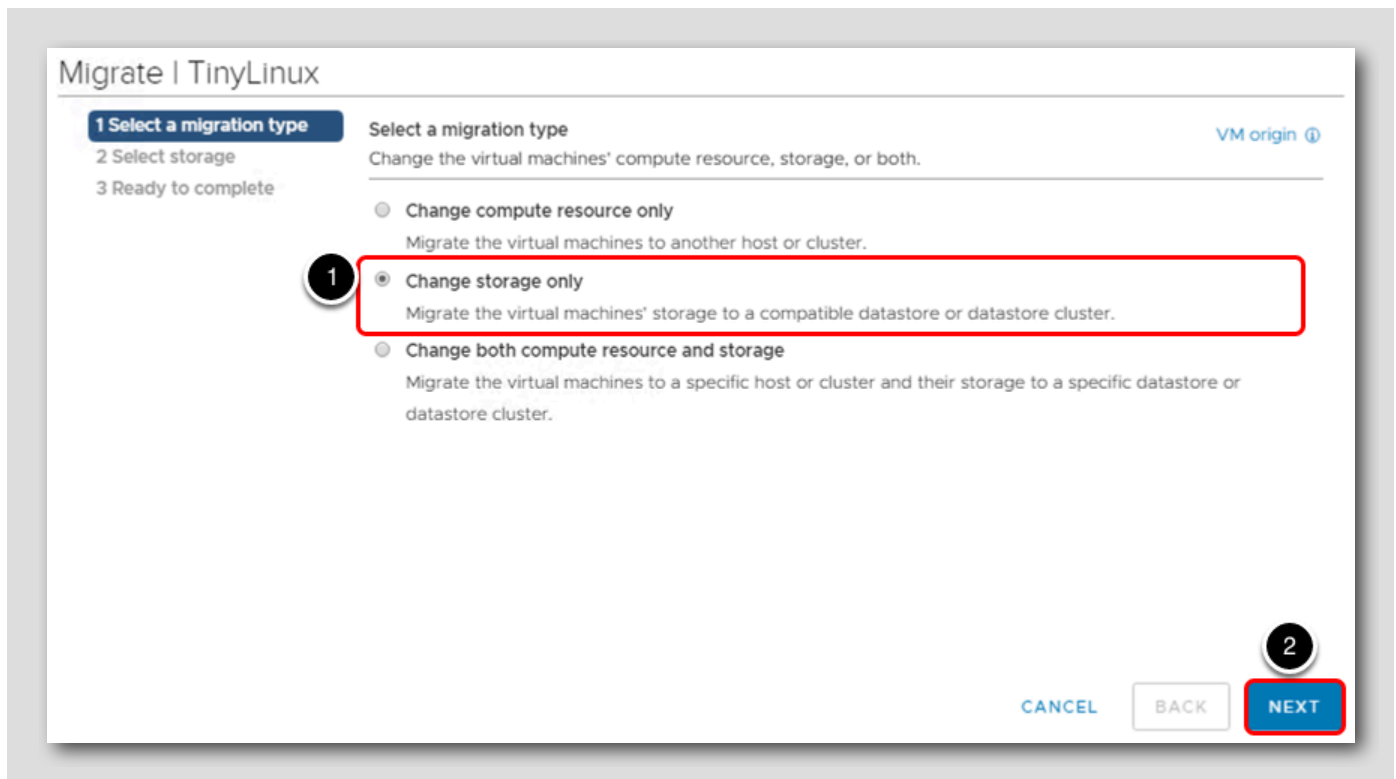 Migrate | TinyLinux
1 Select a migration type
2 Select storage
3 Ready to complete
Select a migration type
VM origin
Change the virtual machines' compute resource, storage, or both.
Change compute resource only
Migrate the virtual machines to another host or cluster.
1
Change storage only
Migrate the virtual machines' storage to a compatible datastore or datastore cluster.
Change both compute resource and storage
Migrate the virtual machines to a specific host or cluster and their storage to a specific datastore or
datastore cluster.
2
CANCEL
BACK
NEXT